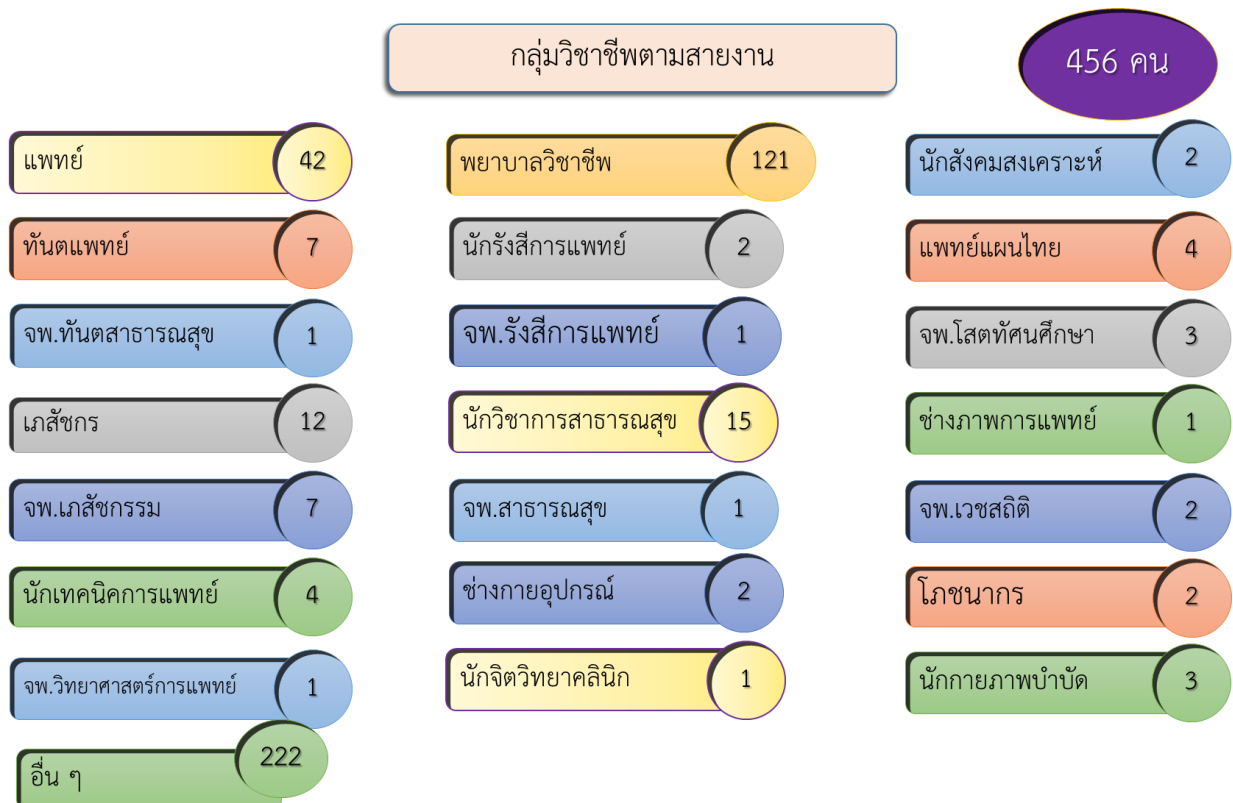 กลุ่มวิชาชีพตามสายงาน
456 คน
แพทย์ 42
ทันตแพทย์ 7
จพ.ทันตสาธารณสุข 1
เภสัชกร 12
จพ.เภสัชกรรม 7
นักเทคนิคการแพทย์ 4
จพ.วิทยาศาสตร์การแพทย์ 1
อื่น ๆ 222
พยาบาลวิชาชีพ 121
นักรังสีการแพทย์ 2
จพ.รังสีการแพทย์ 1
นักวิชาการสาธารณสุข 15
จพ.สาธารณสุข 1
ช่างกายอุปกรณ์ 2
นักจิตวิทยาคลินิก 1
นักสังคมสงเคราะห์ 2
แพทย์แผนไทย 4
จพ.โสตทัศนศึกษา 3
ช่างภาพการแพทย์ 1
จพ.เวชสถิติ 2
โภชนากร 2
นักกายภาพบำบัด 3